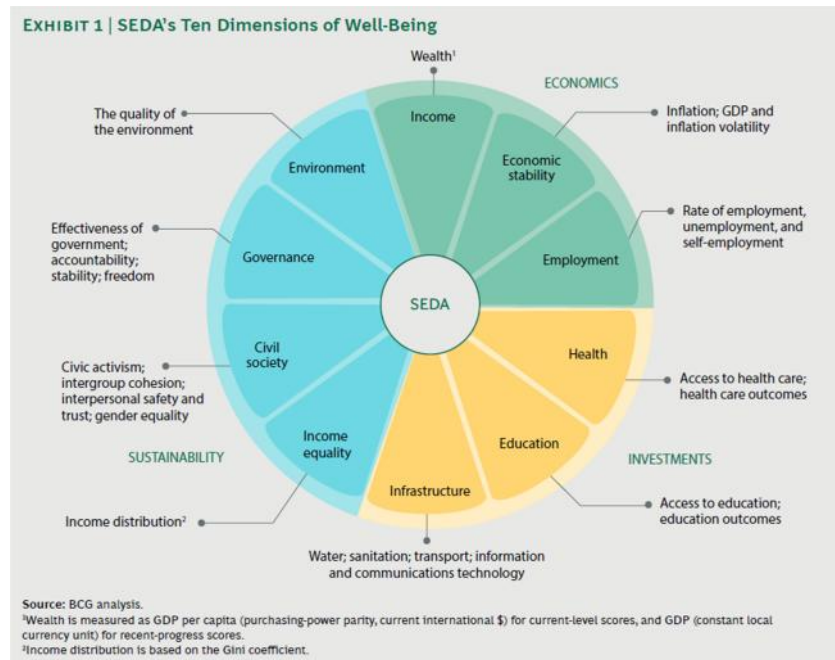 EXHIBIT 1 | SEDA's Ten Dimensions of Well-Being
Wealth¹
ECONOMICS
Income
Inflation; GDP and
inflation volatility
Economic
stability
Rate of employment,
unemployment, and
self-employment
Employment
SEDA
Health
Access to health care;
health care outcomes
Education
INVESTMENTS
Access to education;
education outcomes
Infrastructure
Water; sanitation; transport; information
and communications technology
Income
equality
Income distribution²
SUSTAINABILITY
Civil
society
Civic activism;
intergroup cohesion;
interpersonal safety and
trust; gender equality
Governance
Effectiveness of
government;
accountability;
stability; freedom
Environment
The quality of
the environment
Source: BCG analysis.
¹Wealth is measured as GDP per capita (purchasing-power parity, current international $) for current-level scores, and GDP (constant local
currency unit) for recent-progress scores.
²Income distribution is based on the Gini coefficient.